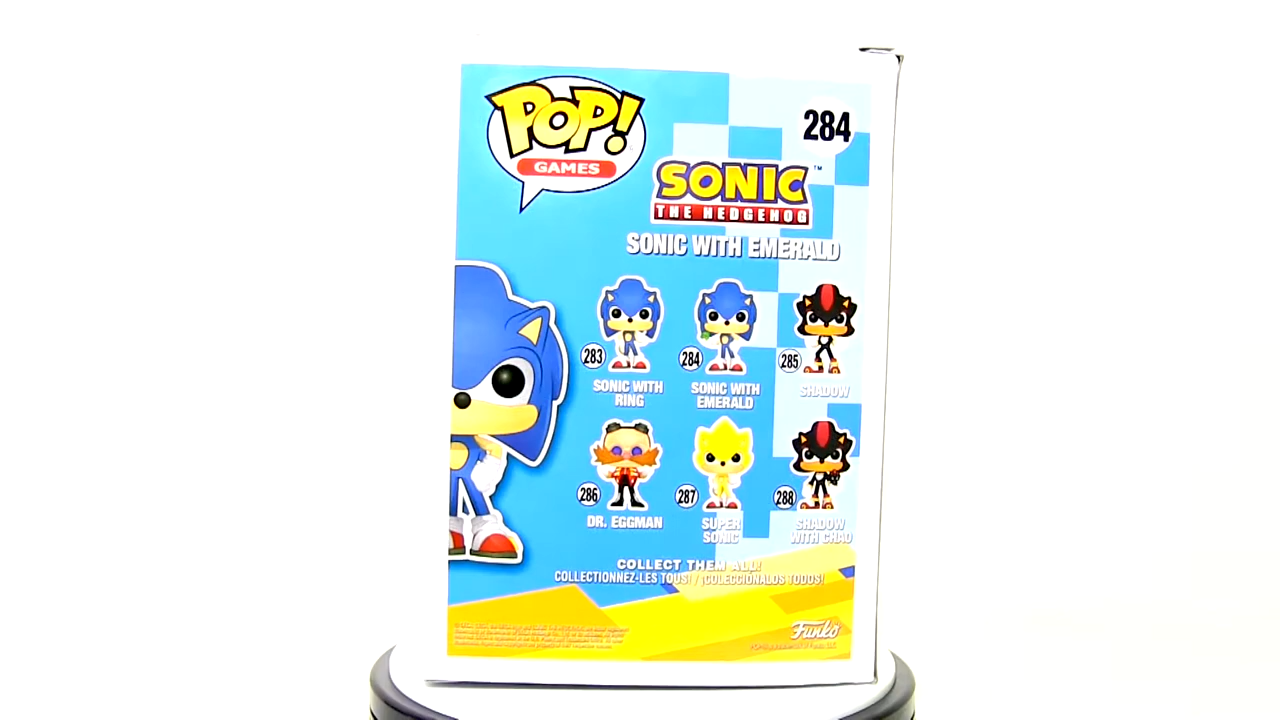 POP!
GAMES
284
SONIC™
THE HEDGEHOG
SONIC WITH EMERALD
283
284
285
SONIC WITH
RING
SONIC WITH
EMERALD
SHADOW
286
287
288
DR. EGGMAN
SUPER
SONIC
SHADOW
WITH CHAO
COLLECT THEM ALL!
COLLECTIONNEZ-LES TOUS! / ¡COLECCIÓNALOS TODOS!
Funko